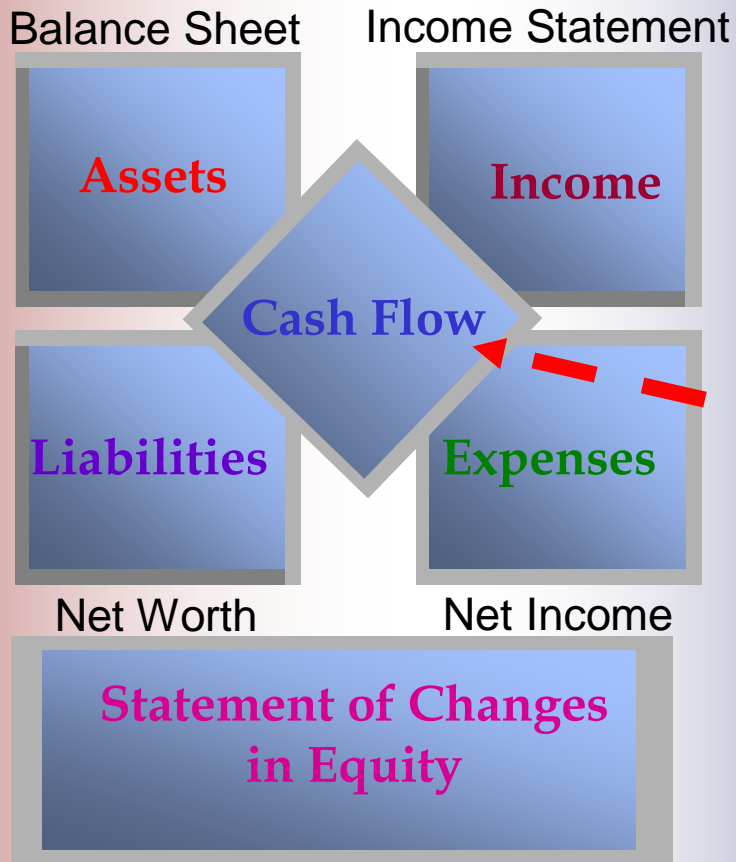 Balance Sheet
Income Statement
Assets
Income
Cash Flow
Liabilities
Expenses
Net Worth
Net Income
Statement of Changes
in Equity